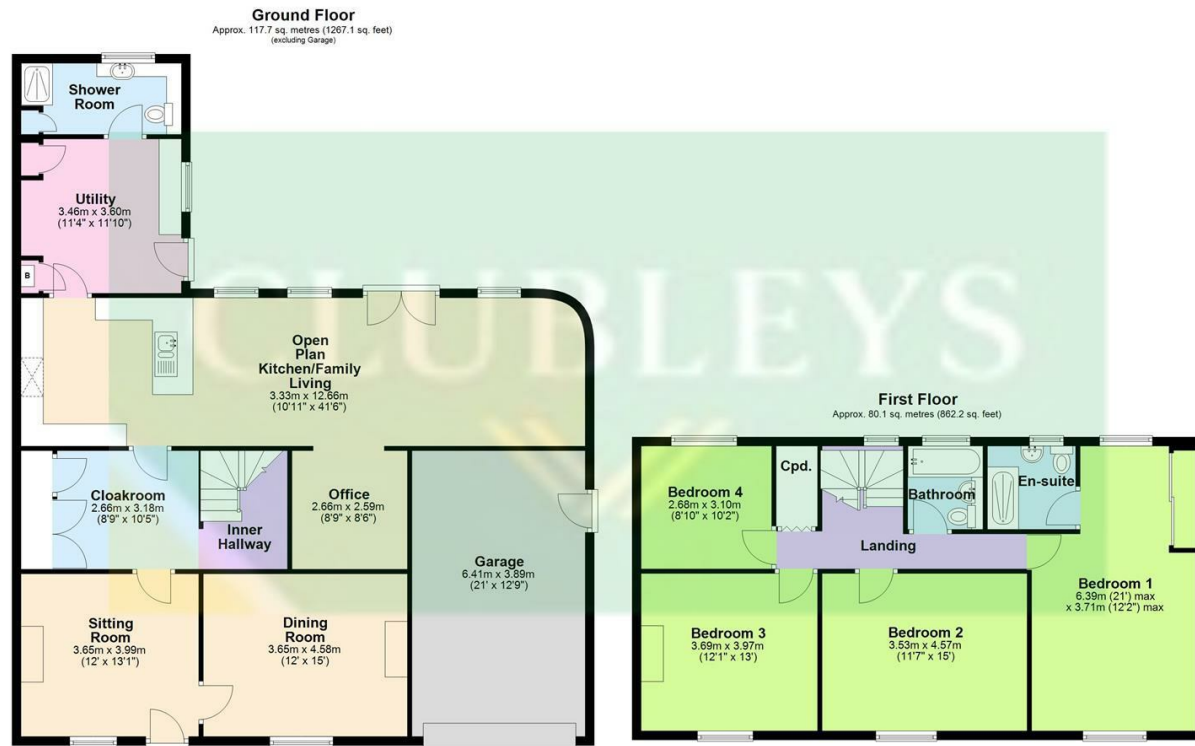 Ground Floor
Approx. 117.7 sq. metres (1267.1 sq. feet)
(excluding Garage)
Shower
Room
Utility
3.46m x 3.60m
(11'4" x 11'10")
B
CLUBLEYS
Open
Plan
Kitchen/Family
Living
3.33m x 12.66m
(10'11" x 41'6")
Cloakroom
2.66m x 3.18m
(8'9" x 10'5")
Inner
Hallway
Office
2.66m x 2.59m
(8'9" x 8'6")
Garage
6.41m x 3.89m
(21' x 12'9")
Sitting
Room
3.65m x 3.99m
(12' x 13'1")
Dining
Room
3.65m x 4.58m
(12' x 15')
First Floor
Approx. 80.1 sq. metres (862.2 sq. feet)
Bedroom 4
2.68m x 3.10m
(8'10" x 10'2")
Cpd.
Bathroom
En-suite
Landing
Bedroom 1
6.39m (21') max
x 3.71m (12'2") max
Bedroom 3
3.69m x 3.97m
(12'1" x 13')
Bedroom 2
3.53m x 4.57m
(11'7" x 15')